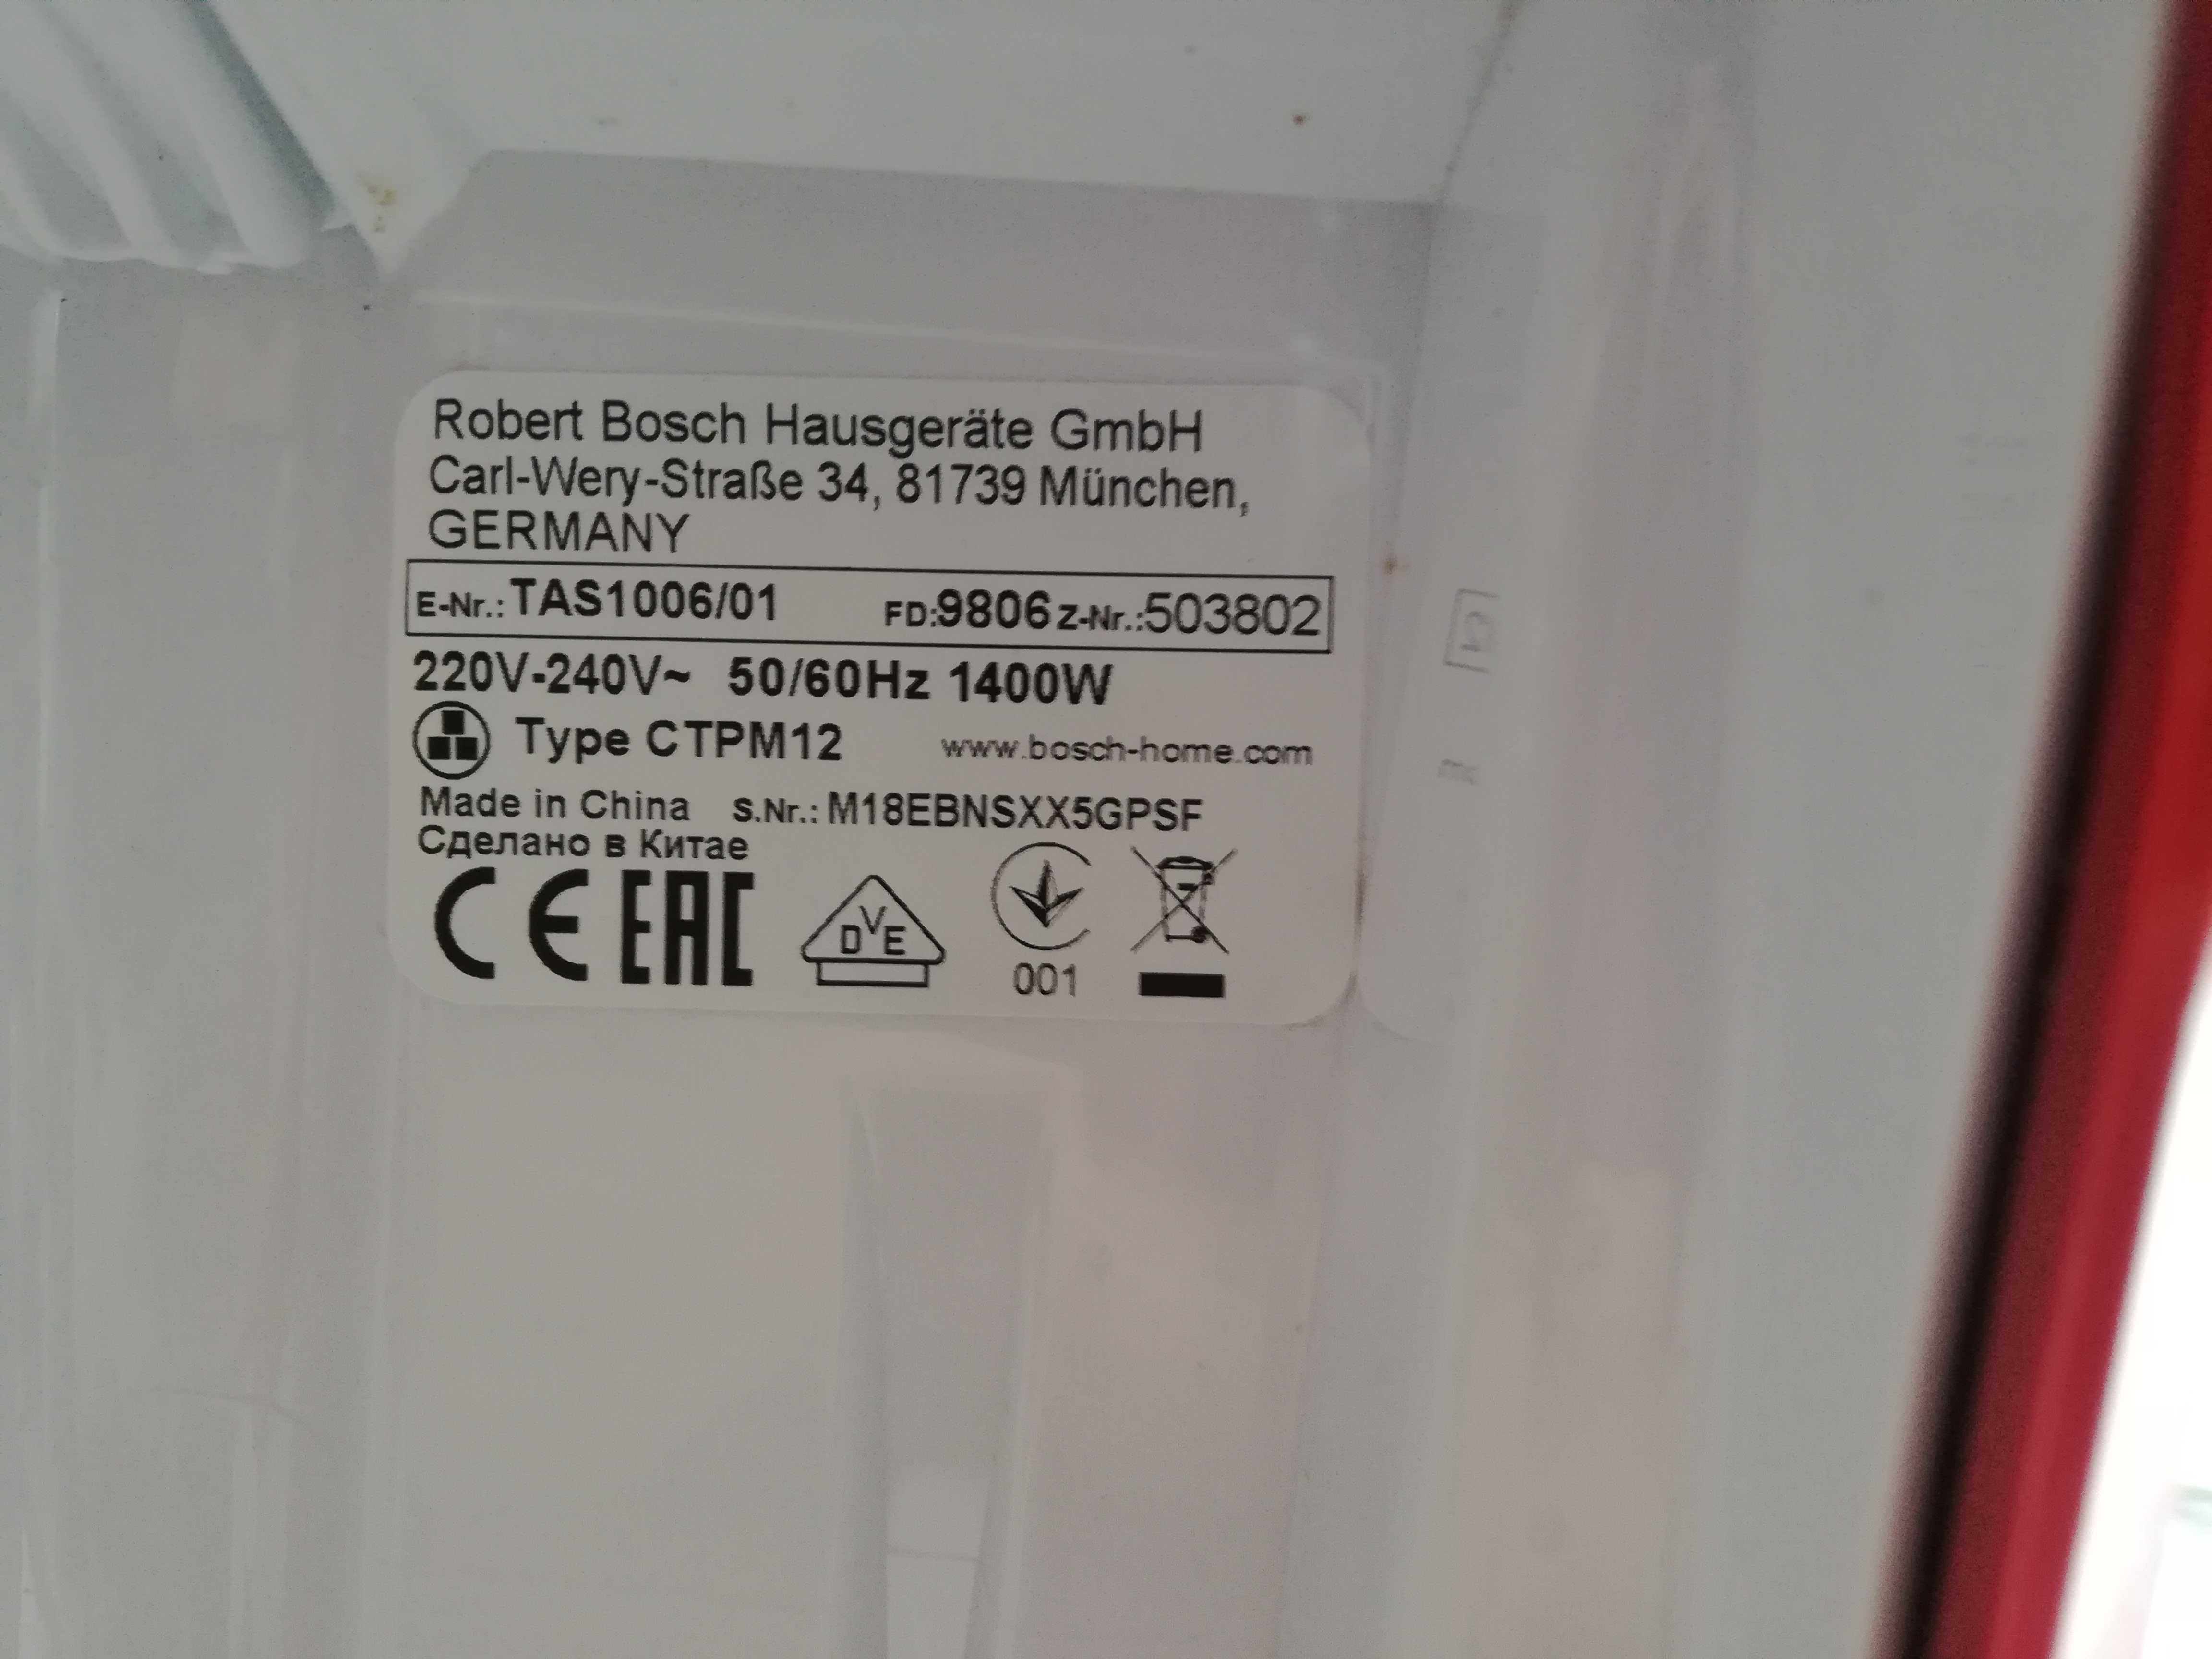 Robert Bosch Hausgeräte GmbH
Carl-Wery-Straße 34, 81739 München,
GERMANY
E-Nr.: TAS1006/01 FD:9806 Z-Nr.:503802
220V-240V~ 50/60Hz 1400W
Type CTPM12 www.bosch-home.com
Made in China S.Nr.: M18EBNSXX5GPSF
Сделано в Китае
CE EAC DVE
001